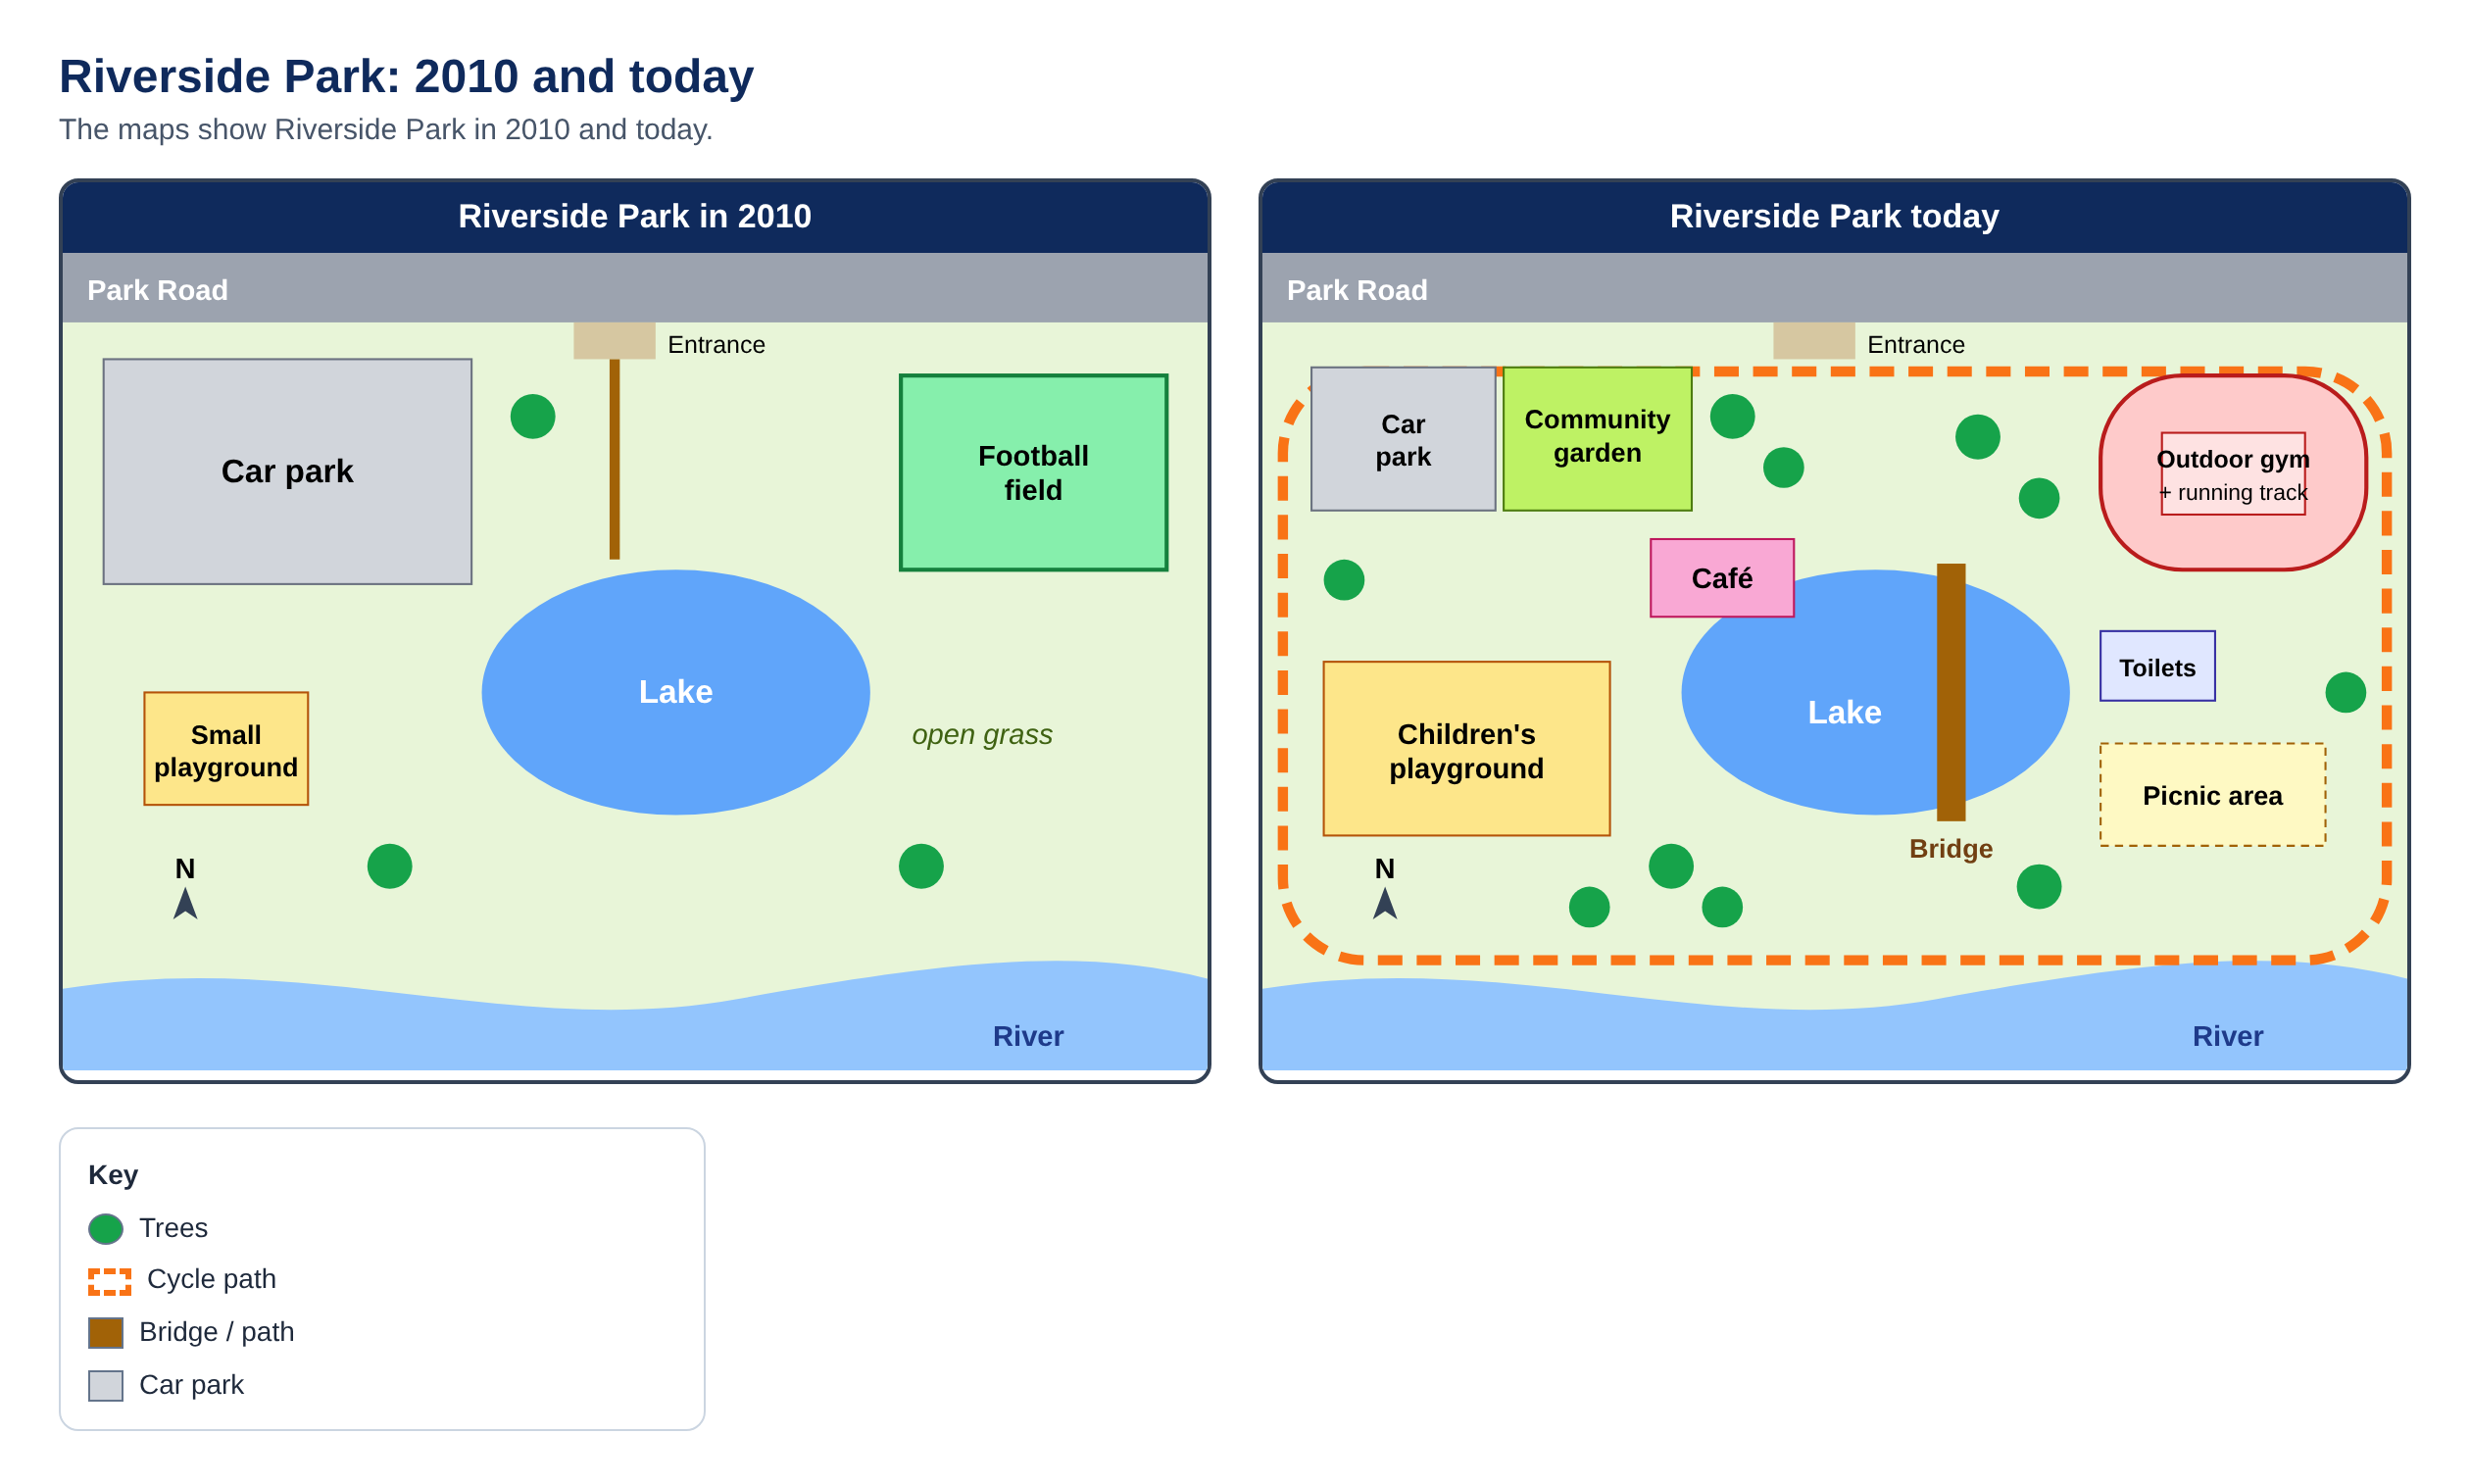 Riverside Park: 2010 and today
The maps show Riverside Park in 2010 and today.
Riverside Park in 2010
Park Road
Entrance
Car park
Football
field
Lake
Small
playground
open grass
N
River
Riverside Park today
Park Road
Entrance
Car
park
Community
garden
Outdoor gym
+ running track
Café
Toilets
Lake
Children's
playground
Picnic area
Bridge
N
River
Key
Trees
Cycle path
Bridge / path
Car park